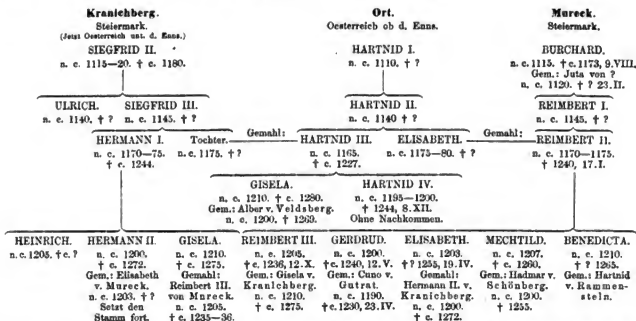 Kranichberg. Ort. Mureck.
Steiermark. Oesterreich ob d. Enns. Steiermark.
(Jetzt Oesterreich unt. d. Enns.)
SIEGFRID II. HARTNID I. BURCHARD.
n. c. 1115—20. † c. 1180. n. c. 1110. † ? n. c. 1115. † c. 1173, 9.VIII.
Gem.: Juta von ?
n. c. 1120. † ? 23.II.
ULRICH. SIEGFRID III. HARTNID II. REIMBERT I.
n. c. 1140. † ? n. c. 1145. † ? n. c. 1140 † ? n. c. 1145. † ?
HERMANN I. Tochter. Gemahl: HARTNID III. ELISABETH. Gemahl: REIMBERT II.
n. c. 1170—75. n. c. 1175. † ? n. c. 1165. n. c. 1175—80. † ? n. c. 1170—1175.
† c. 1244. † c. 1227. † 1240, 17.I.
GISELA. HARTNID IV.
n. c. 1210. † c. 1280. n. c. 1195—1200.
Gem.: Alber v. Veldsberg. † 1244, 8.XII.
n. c. 1200. † 1269. Ohne Nachkommen.
HEINRICH. HERMANN II. GISELA. REIMBERT III. GERDRUD. ELISABETH. MECHTILD. BENEDICTA.
n. c. 1205. † c. ? n. c. 1200. n. c. 1210. n. c. 1205. n. c. 1200. n. c. 1203. n. c. 1207. n. c. 1210.
† c. 1272. † c. 1275. † c. 1236, 12.X. † c. 1240, 12.V. † ? 1255, 19.IV. † c. 1260. † ? 1265.
Gem.: Elisabeth Gemahl: Gem.: Gisela v. Gem.: Cuno v. Gemahl: Gem.: Hadmar v. Gem.: Hartnid
v. Mureck. Reimbert III. Kranichberg. Gutrat. Hermann II. v. Schönberg. v. Rammen-
n. c. 1203. † ? von Mureck. n. c. 1210. n. c. 1190. Kranichberg. n. c. 1200. stein.
Setzt den n. c. 1205. † c. 1275. † c. 1230, 23.IV. n. c. 1200. † 1255.
Stamm fort. † c. 1235—36. † c. 1272.